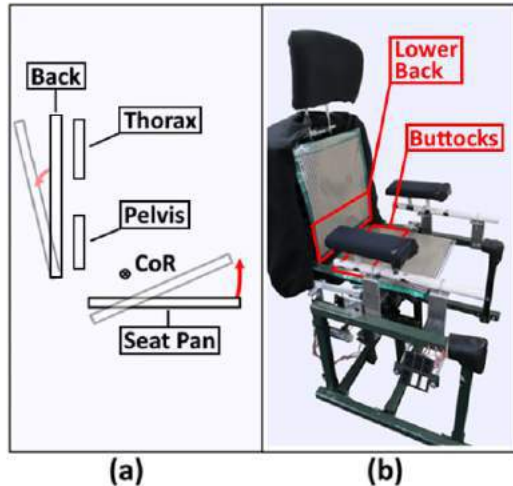 Back
Thorax
Pelvis
CoR
Seat Pan
Lower
Back
Buttocks
(a)
(b)